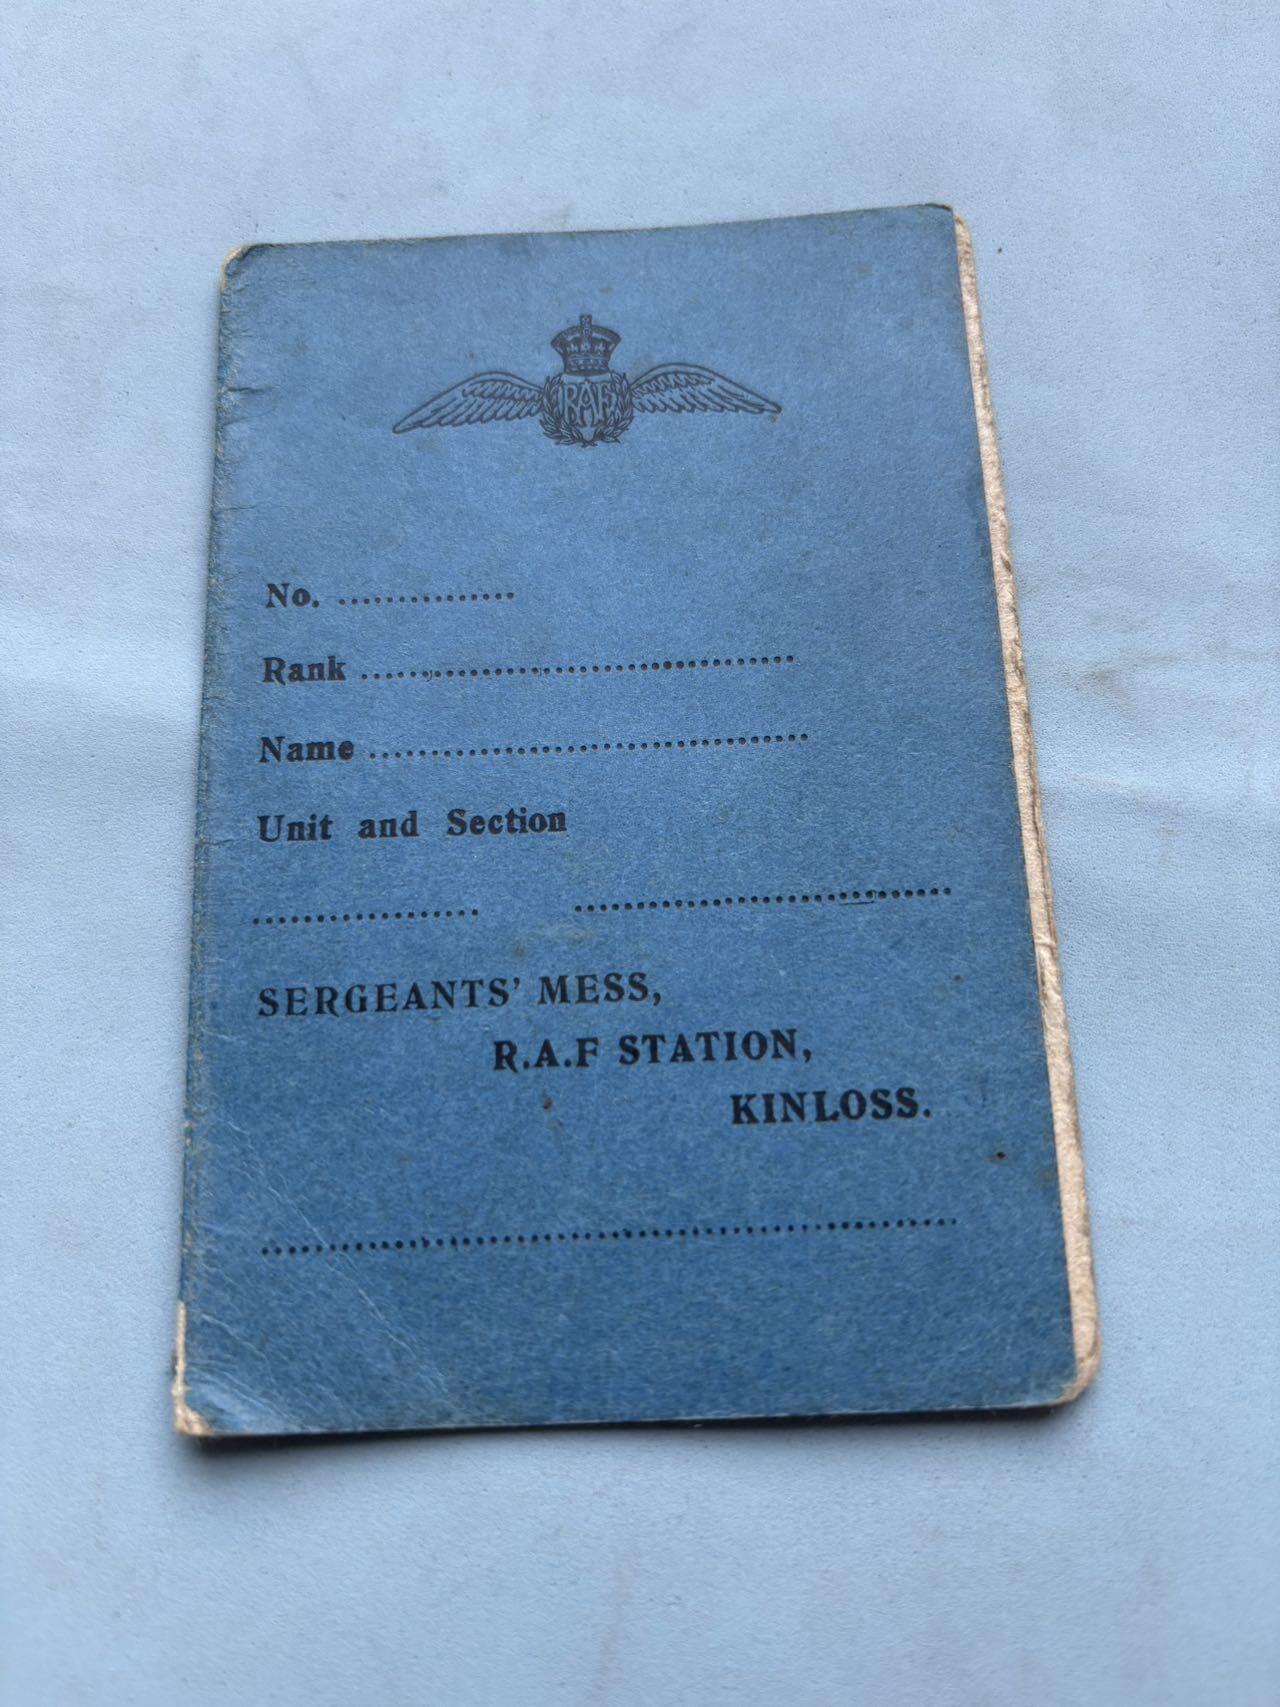 RAF
No. ...............
Rank ....................................
Name ....................................
Unit and Section
................... ...............................
SERGEANTS' MESS,
R.A.F STATION,
KINLOSS.
..........................................................